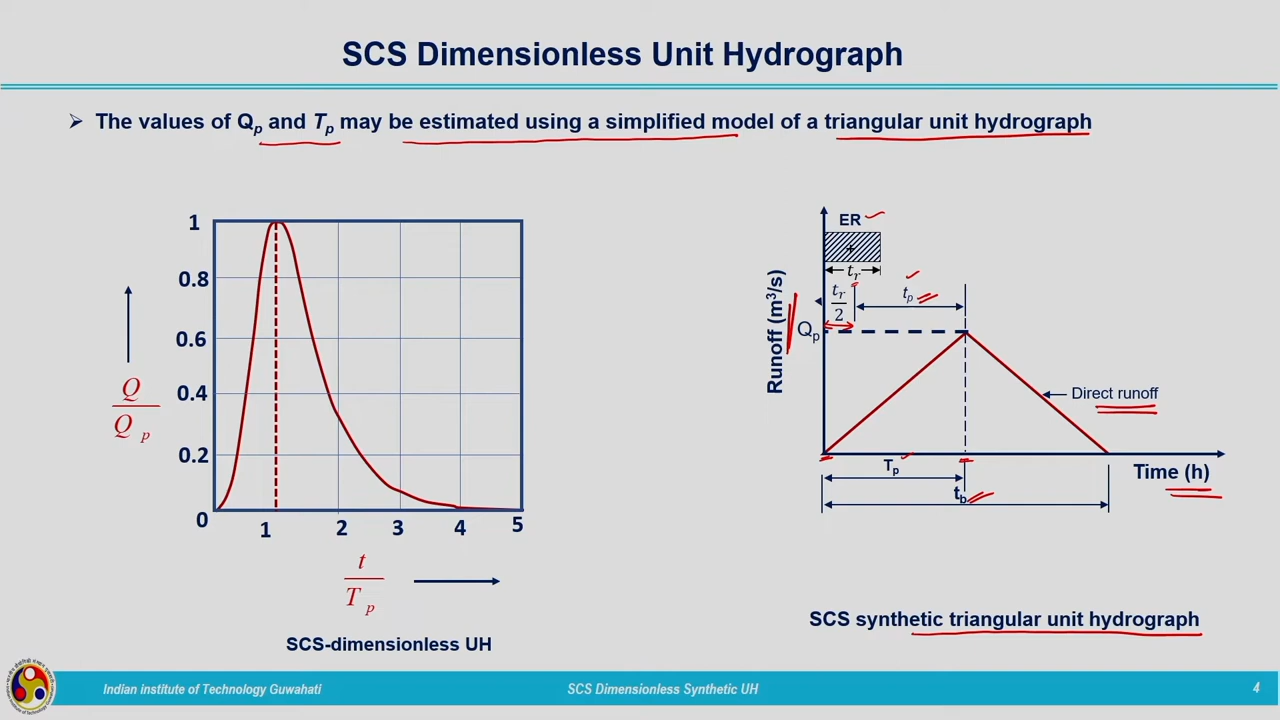 SCS Dimensionless Unit Hydrograph
➢ The values of Qp and Tp may be estimated using a simplified model of a triangular unit hydrograph
1
0.8
0.6
0.4
0.2
0
1
2
3
4
5
Q
Q p
t
T p
SCS-dimensionless UH
ER
+
tr
tr
2
tp
Qp
Runoff (m³/s)
Direct runoff
Tp
Time (h)
tb
SCS synthetic triangular unit hydrograph
Indian institute of Technology Guwahati
SCS Dimensionless Synthetic UH
4